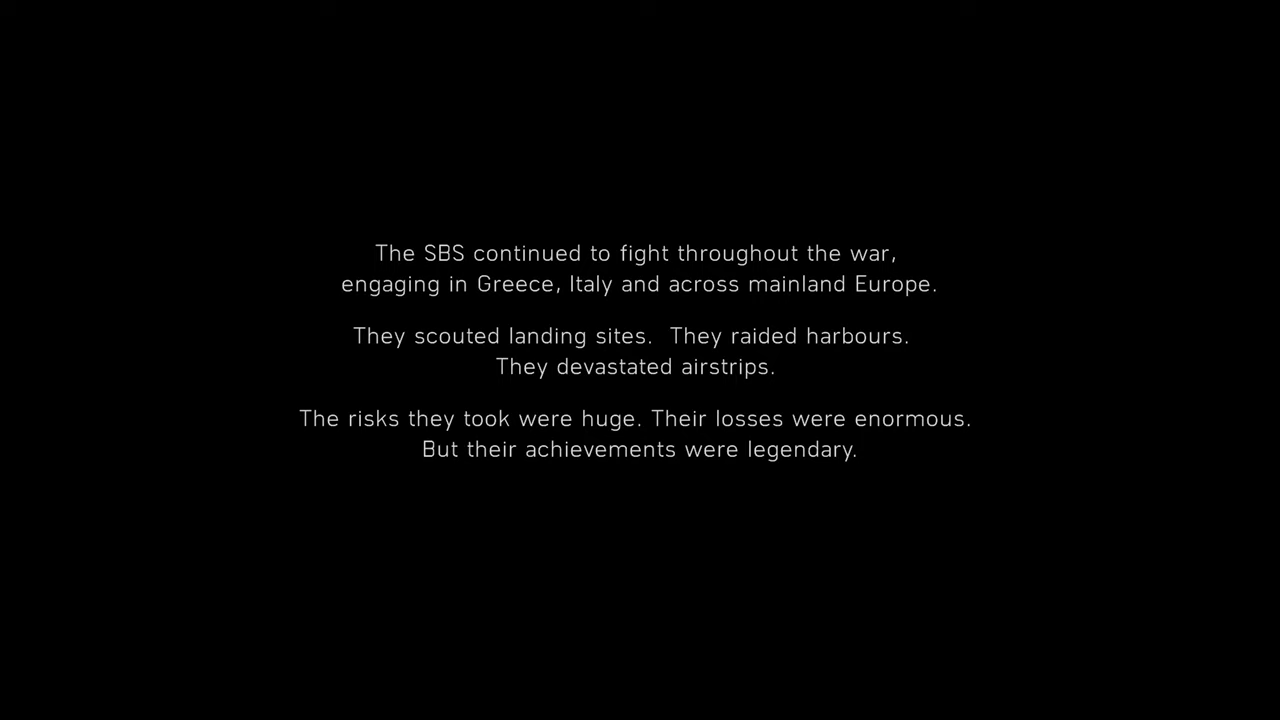 The SBS continued to fight throughout the war,
engaging in Greece, Italy and across mainland Europe.
They scouted landing sites.  They raided harbours.
They devastated airstrips.
The risks they took were huge. Their losses were enormous.
But their achievements were legendary.